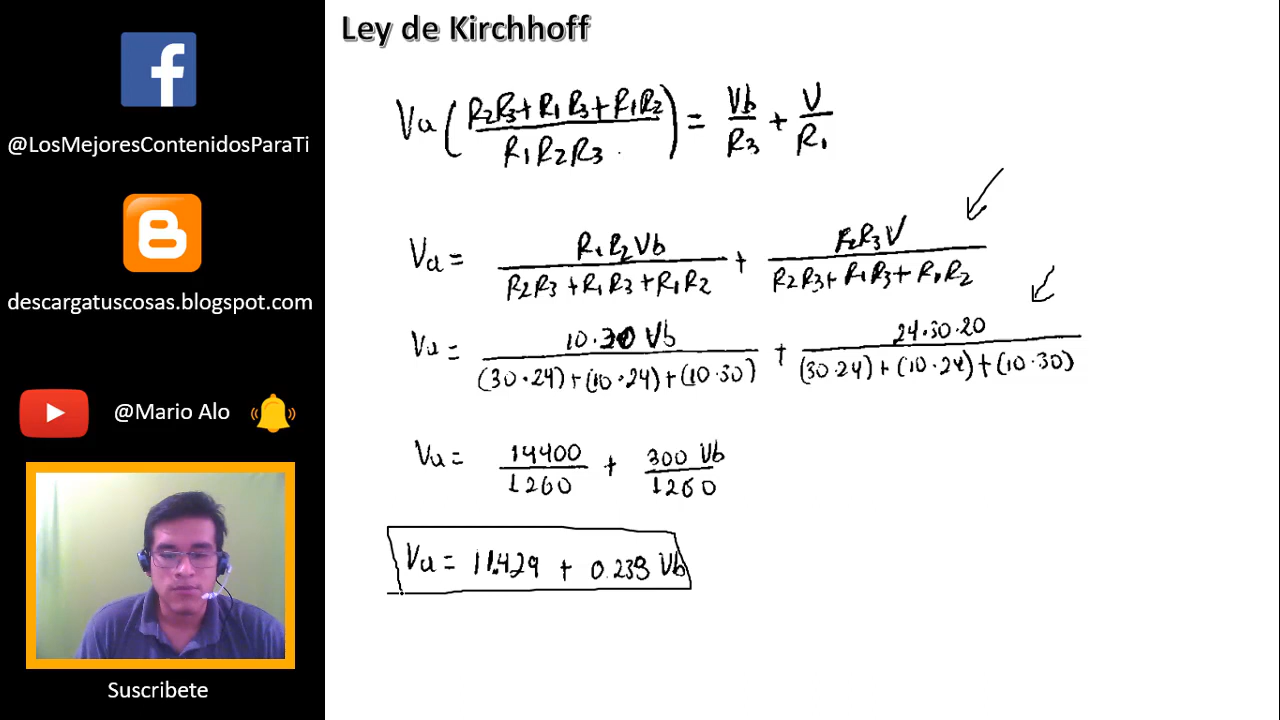 Ley de Kirchhoff
@LosMejoresContenidosParaTi
descargatuscosas.blogspot.com
@Mario Alo
Suscribete
Va ( (R2R3 + R1R3 + R1R2) / (R1R2R3) ) = Vb/R3 + V/R1
Va = R1R2Vb / (R2R3 + R1R3 + R1R2) + R2R3V / (R2R3 + R1R3 + R1R2)
Va = 10·30 Vb / ((30·24) + (10·24) + (10·30)) + 24·30·20 / ((30·24) + (10·24) + (10·30))
Va = 14400/1260 + 300 Vb/1260
Va = 11.429 + 0.238 Vb